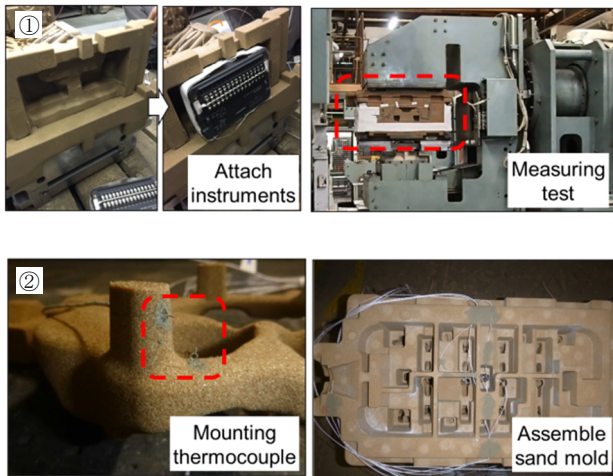 ①
Attach
instruments
Measuring
test
②
Mounting
thermocouple
Assemble
sand mold